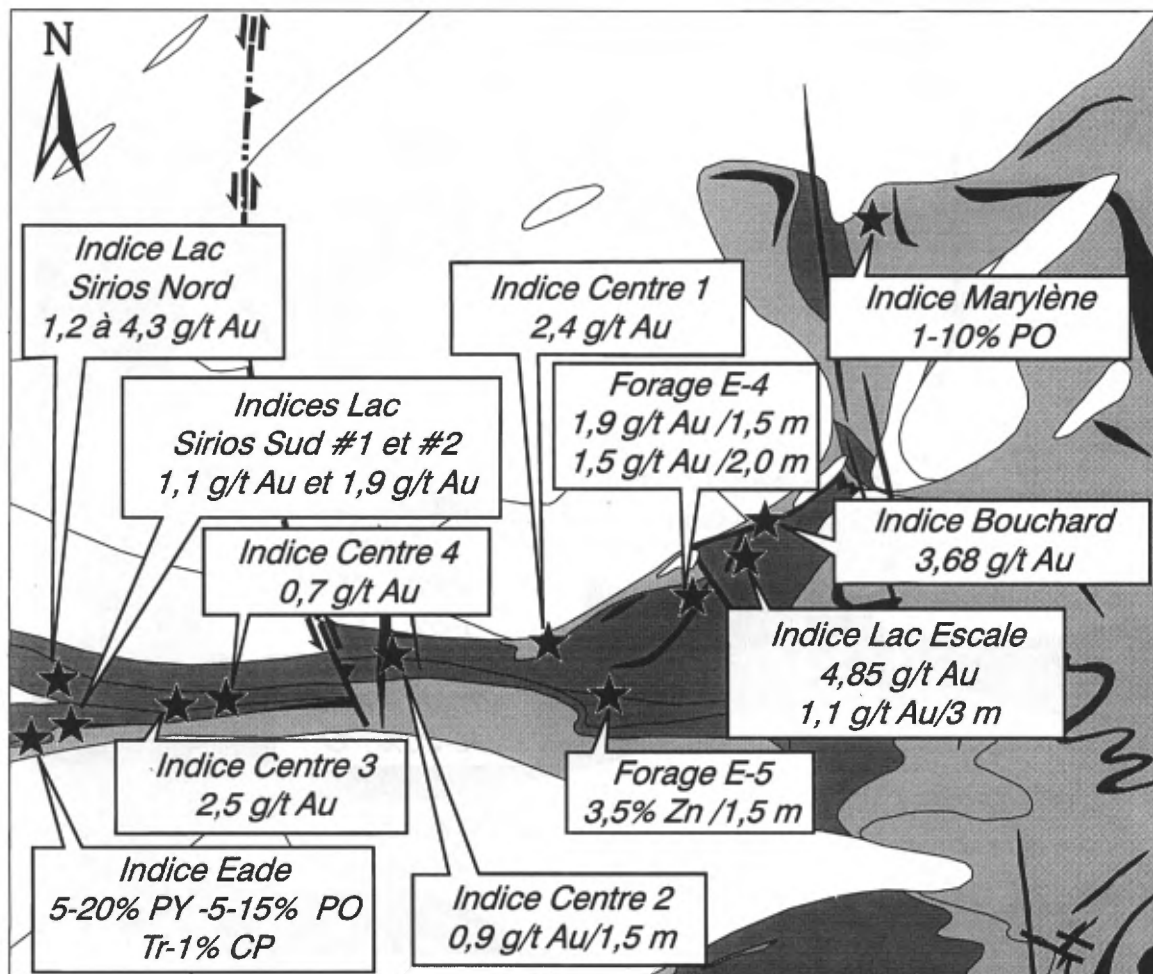 N
Indice Lac
Sirios Nord
1,2 à 4,3 g/t Au
Indice Centre 1
2,4 g/t Au
Indice Marylène
1-10% PO
Indices Lac
Sirios Sud #1 et #2
1,1 g/t Au et 1,9 g/t Au
Forage E-4
1,9 g/t Au /1,5 m
1,5 g/t Au /2,0 m
Indice Centre 4
0,7 g/t Au
Indice Bouchard
3,68 g/t Au
Indice Lac Escale
4,85 g/t Au
1,1 g/t Au/3 m
Indice Centre 3
2,5 g/t Au
Forage E-5
3,5% Zn /1,5 m
Indice Eade
5-20% PY -5-15% PO
Tr-1% CP
Indice Centre 2
0,9 g/t Au/1,5 m